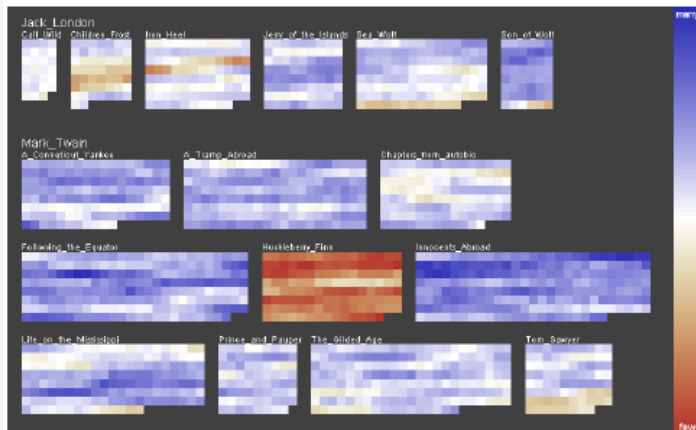 Jack_London
Call_Wild Children_Frost Iron_Heel Jerry_of_the_Islands Sea_Wolf Son_of_Wolf
Mark_Twain
A_Conneticut_Yankee A_Tramp_Abroad Chapters_from_autobio
Following_the_Equator Huckleberry_Finn Innocents_Abroad
Life_on_the_Mississippi Prince_and_Pauper The_Gilded_Age Tom_Sawyer
many
few